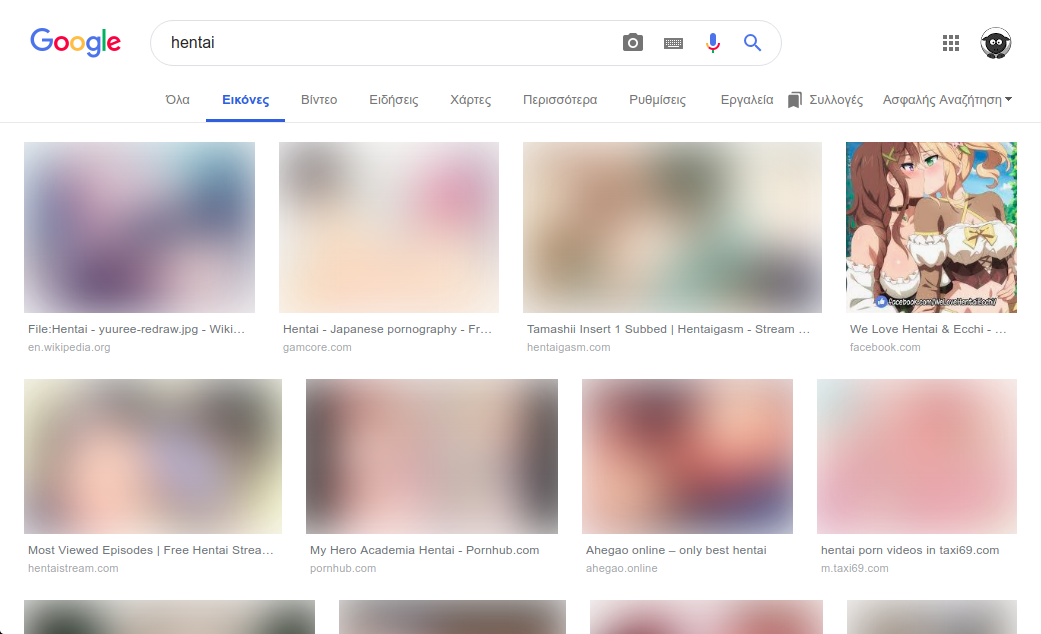 Google
hentai
Όλα
Εικόνες
Βίντεο
Ειδήσεις
Χάρτες
Περισσότερα
Ρυθμίσεις
Εργαλεία
Συλλογές
Ασφαλής Αναζήτηση
facebook.com/WeLoveHentaiEcchi/
File:Hentai - yuuree-redraw.jpg - Wiki...
en.wikipedia.org
Hentai - Japanese pornography - Fr...
gamcore.com
Tamashii Insert 1 Subbed | Hentaigasm - Stream ...
hentaigasm.com
We Love Hentai & Ecchi - ...
facebook.com
Most Viewed Episodes | Free Hentai Strea...
hentaistream.com
My Hero Academia Hentai - Pornhub.com
pornhub.com
Ahegao online – only best hentai
ahegao.online
hentai porn videos in taxi69.com
m.taxi69.com